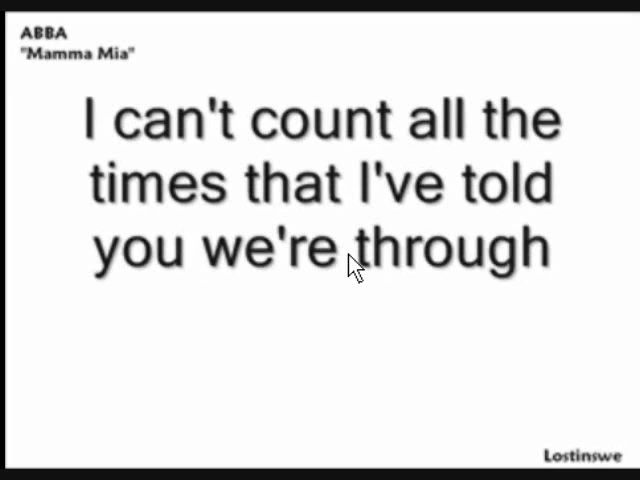 ABBA
"Mamma Mia"
I can't count all the
times that I've told
you we're through
Lostinswe